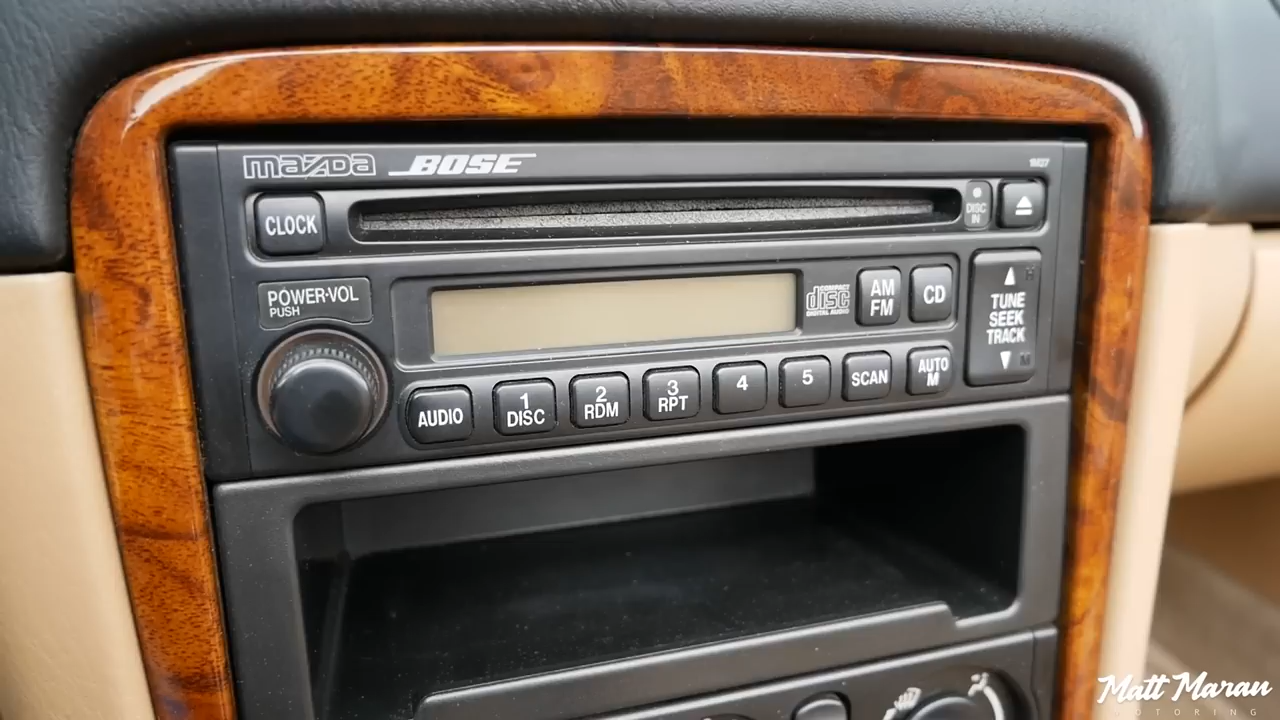 mazda BOSE
CLOCK
DISC
IN
POWER·VOL
PUSH
COMPACT
disc
DIGITAL AUDIO
AM
FM
CD
TUNE
SEEK
TRACK
AUDIO
1
DISC
2
RDM
3
RPT
4
5
SCAN
AUTO
M
Matt Maran
MOTORING